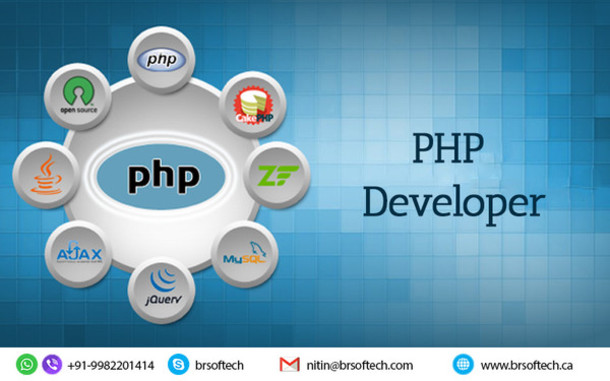 php
open source
CakePHP
php
ZF
AJAX
MySQL
jQuery
PHP
Developer
+91-9982201414 brsoftech nitin@brsoftech.com www.brsoftech.ca